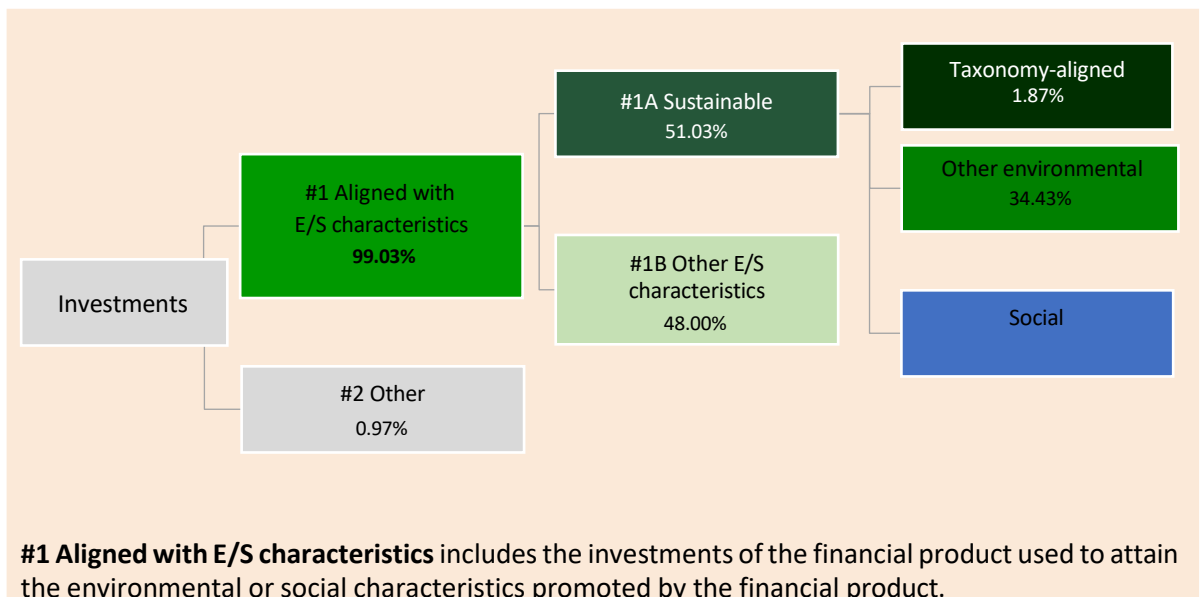 Investments
#1 Aligned with
E/S characteristics
99.03%
#2 Other
0.97%
#1A Sustainable
51.03%
#1B Other E/S
characteristics
48.00%
Taxonomy-aligned
1.87%
Other environmental
34.43%
Social
#1 Aligned with E/S characteristics includes the investments of the financial product used to attain
the environmental or social characteristics promoted by the financial product.